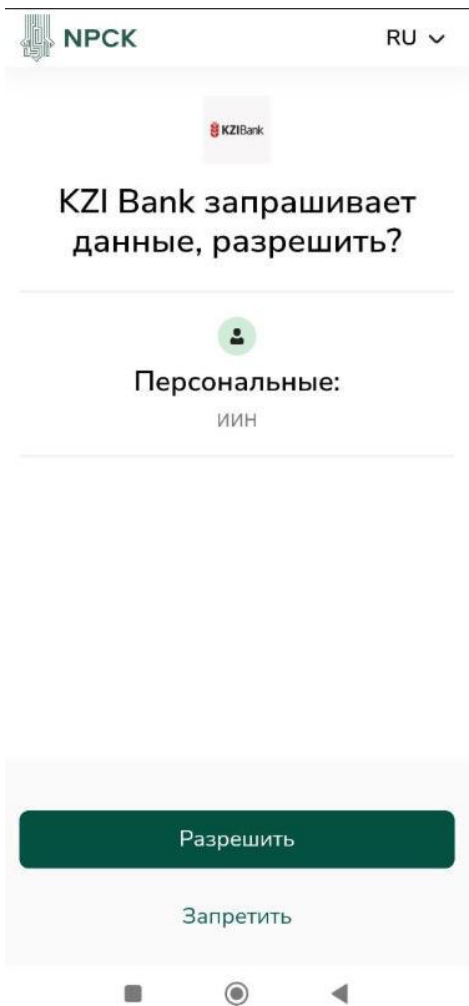 NPCK
RU
KZIBank
KZI Bank запрашивает
данные, разрешить?
Персональные:
ИИН
Разрешить
Запретить